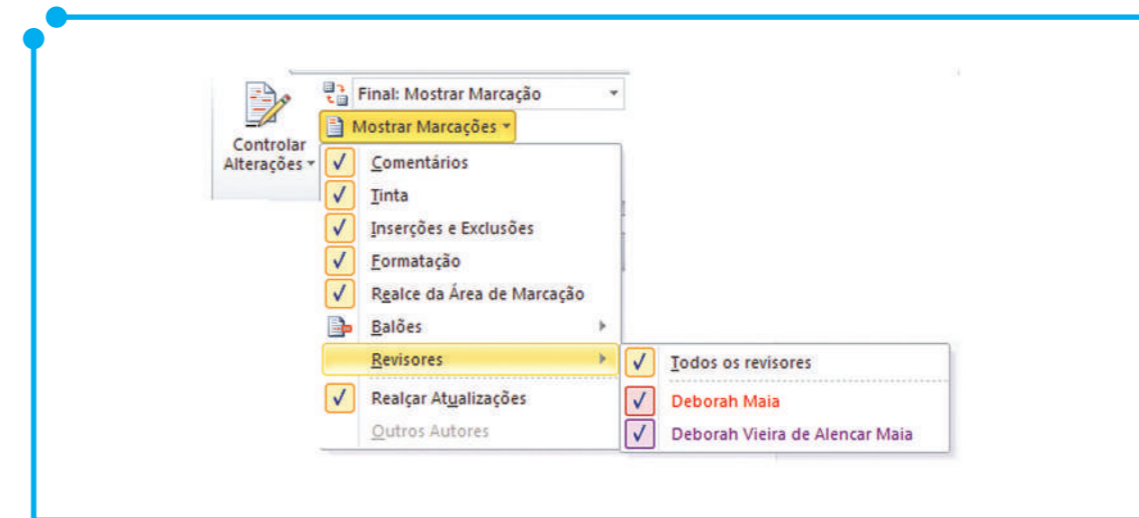 Final: Mostrar Marcação
Mostrar Marcações
Controlar
Alterações
Comentários
Tinta
Inserções e Exclusões
Formatação
Realce da Área de Marcação
Balões
Revisores
Todos os revisores
Realçar Atualizações
Deborah Maia
Outros Autores
Deborah Vieira de Alencar Maia